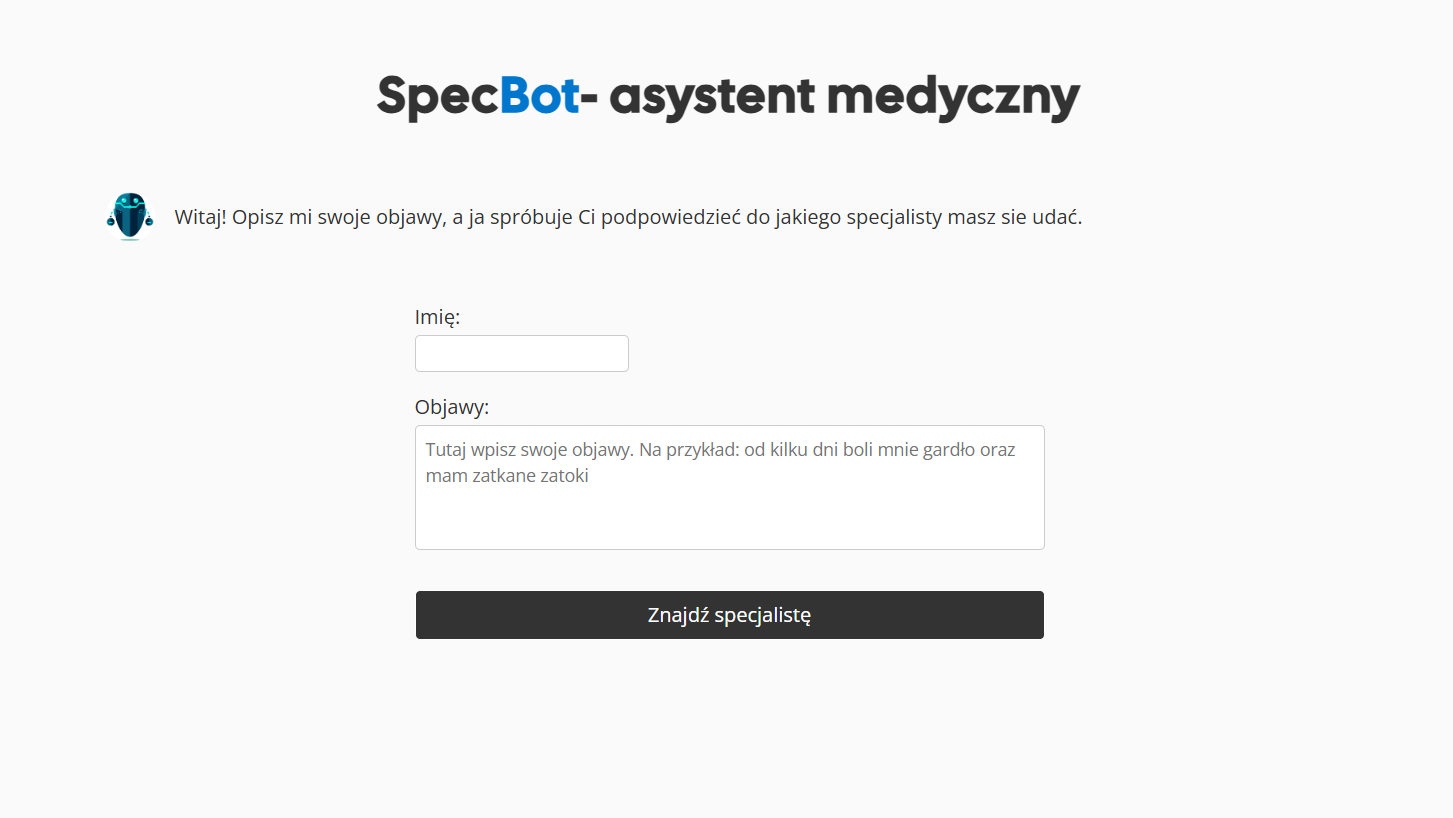 SpecBot- asystent medyczny
Witaj! Opisz mi swoje objawy, a ja spróbuje Ci podpowiedzieć do jakiego specjalisty masz sie udać.
Imię:
Objawy:
Tutaj wpisz swoje objawy. Na przykład: od kilku dni boli mnie gardło oraz
mam zatkane zatoki
Znajdź specjalistę